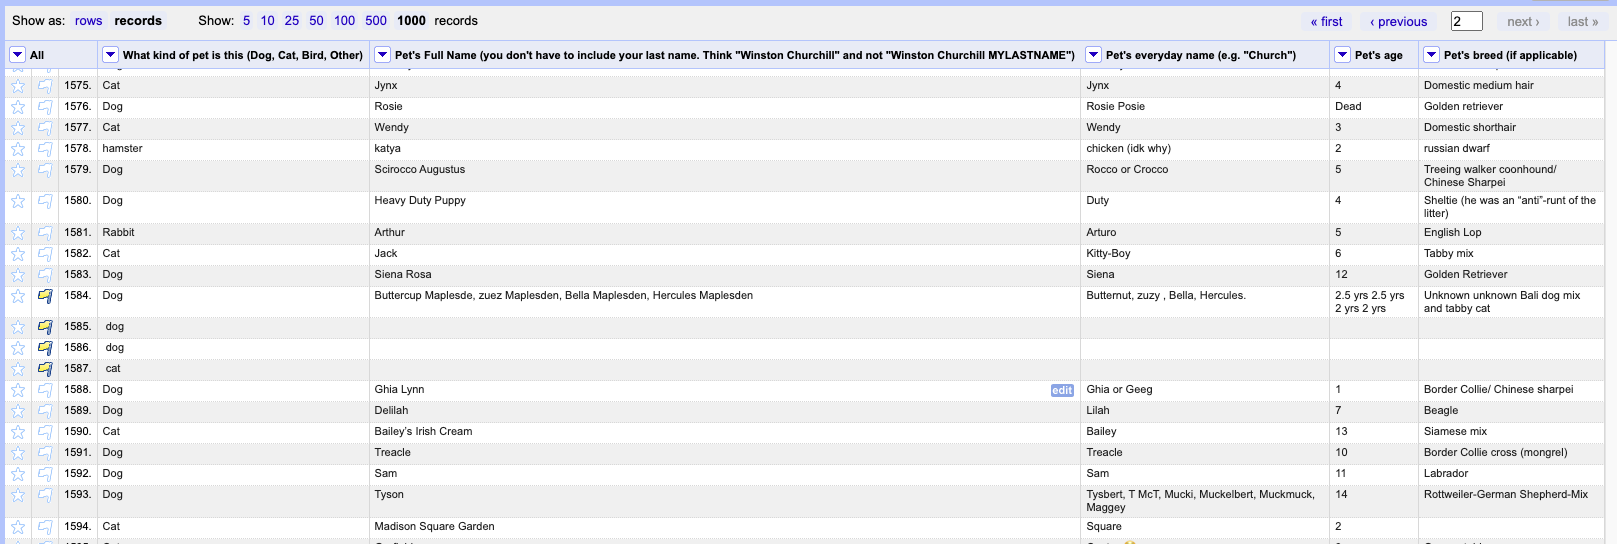 Show as: rows records Show: 5 10 25 50 100 500 1000 records « first ‹ previous 2 next › last »
All What kind of pet is this (Dog, Cat, Bird, Other) Pet's Full Name (you don't have to include your last name. Think "Winston Churchill" and not "Winston Churchill MYLASTNAME") Pet's everyday name (e.g. "Church") Pet's age Pet's breed (if applicable)
1575. Cat Jynx Jynx 4 Domestic medium hair
1576. Dog Rosie Rosie Posie Dead Golden retriever
1577. Cat Wendy Wendy 3 Domestic shorthair
1578. hamster katya chicken (idk why) 2 russian dwarf
1579. Dog Scirocco Augustus Rocco or Crocco 5 Treeing walker coonhound/
Chinese Sharpei
1580. Dog Heavy Duty Puppy Duty 4 Sheltie (he was an “anti”-runt of the
litter)
1581. Rabbit Arthur Arturo 5 English Lop
1582. Cat Jack Kitty-Boy 6 Tabby mix
1583. Dog Siena Rosa Siena 12 Golden Retriever
1584. Dog Buttercup Maplesde, zuez Maplesden, Bella Maplesden, Hercules Maplesden Butternut, zuzy , Bella, Hercules. 2.5 yrs 2.5 yrs Unknown unknown Bali dog mix
2 yrs 2 yrs and tabby cat
1585. dog
1586. dog
1587. cat
1588. Dog Ghia Lynn edit Ghia or Geeg 1 Border Collie/ Chinese sharpei
1589. Dog Delilah Lilah 7 Beagle
1590. Cat Bailey’s Irish Cream Bailey 13 Siamese mix
1591. Dog Treacle Treacle 10 Border Collie cross (mongrel)
1592. Dog Sam Sam 11 Labrador
1593. Dog Tyson Tysbert, T McT, Mucki, Muckelbert, Muckmuck, 14 Rottweiler-German Shepherd-Mix
Maggey
1594. Cat Madison Square Garden Square 2